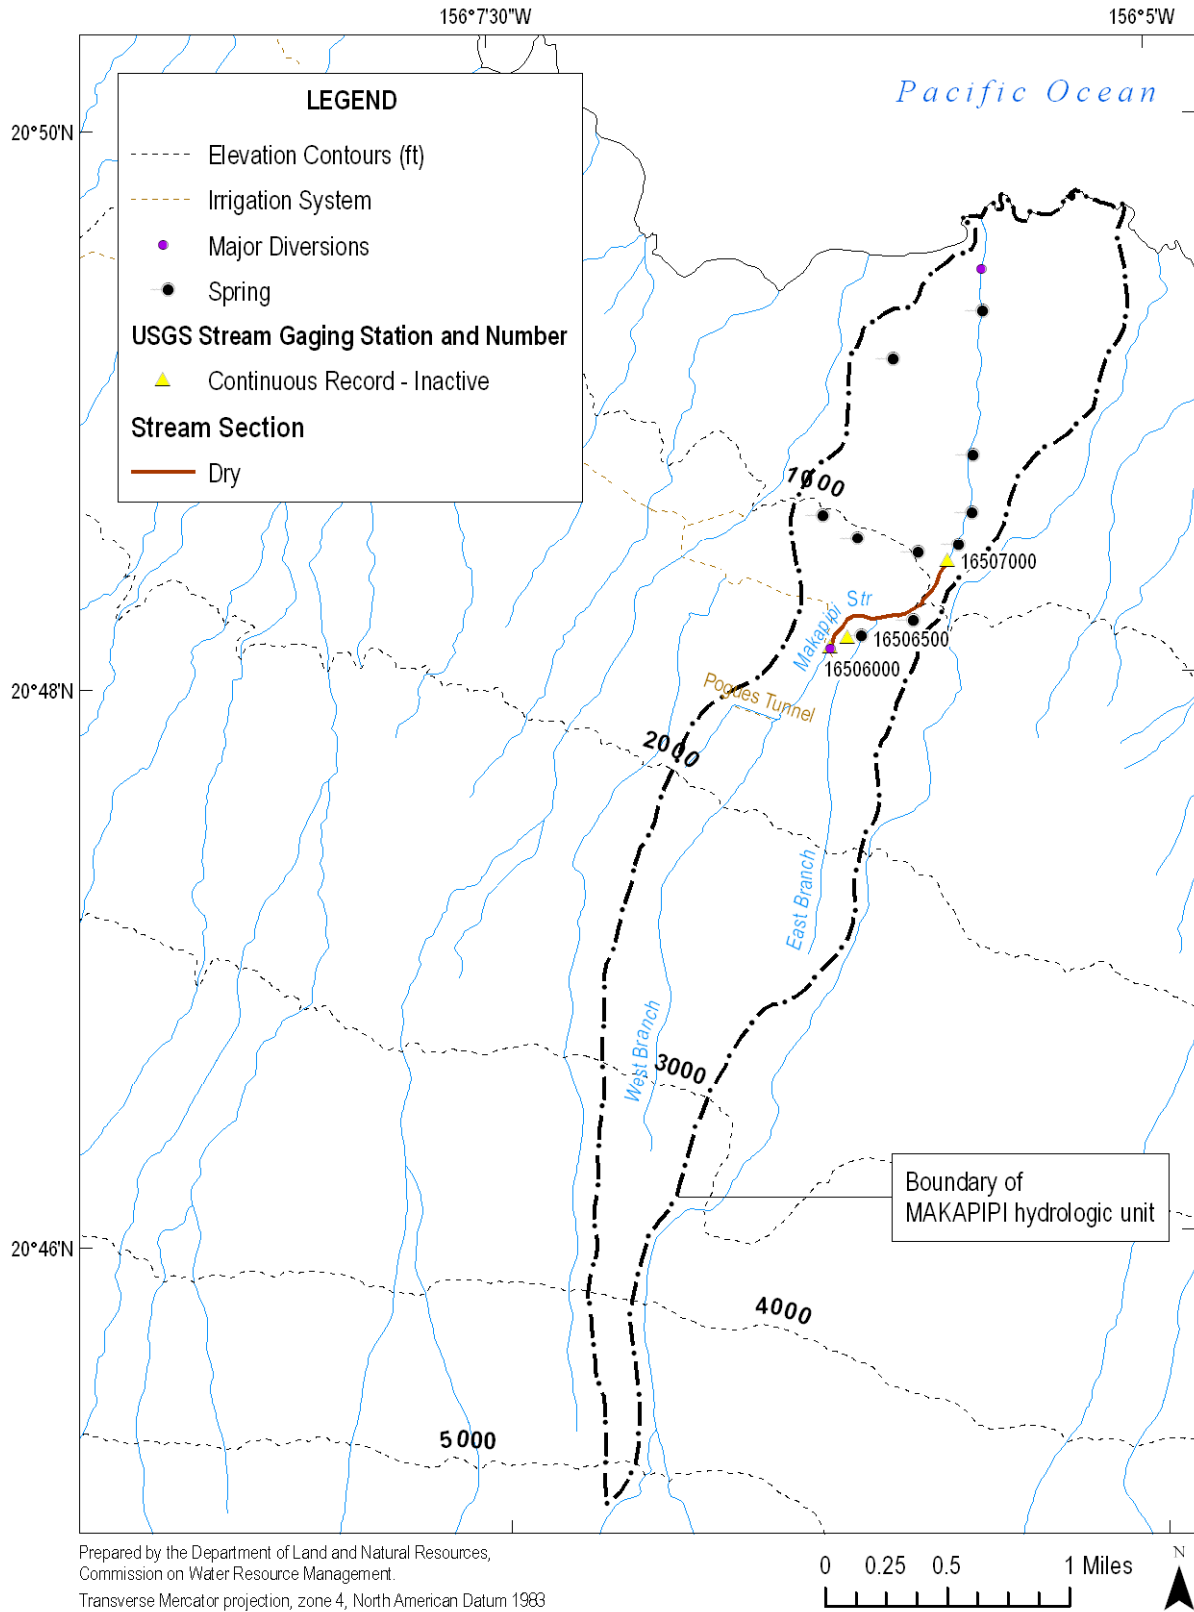 156°7'30"W
156°5'W
Pacific Ocean
20°50'N
LEGEND
Elevation Contours (ft)
Irrigation System
Major Diversions
Spring
USGS Stream Gaging Station and Number
Continuous Record - Inactive
Stream Section
Dry
1000
16507000
Makapipi Str
16506500
16506000
20°48'N
Pogues Tunnel
2000
East Branch
West Branch
3000
Boundary of
MAKAPIPI hydrologic unit
20°46'N
4000
5000
Prepared by the Department of Land and Natural Resources,
Commission on Water Resource Management.
Transverse Mercator projection, zone 4, North American Datum 1983
0 0.25 0.5 1 Miles
N